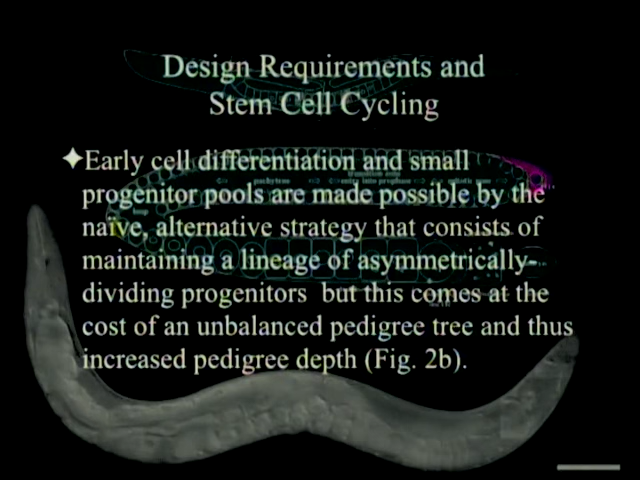 Design Requirements and
Stem Cell Cycling
✦Early cell differentiation and small
progenitor pools are made possible by the
naïve, alternative strategy that consists of
maintaining a lineage of asymmetrically-
dividing progenitors but this comes at the
cost of an unbalanced pedigree tree and thus
increased pedigree depth (Fig. 2b).